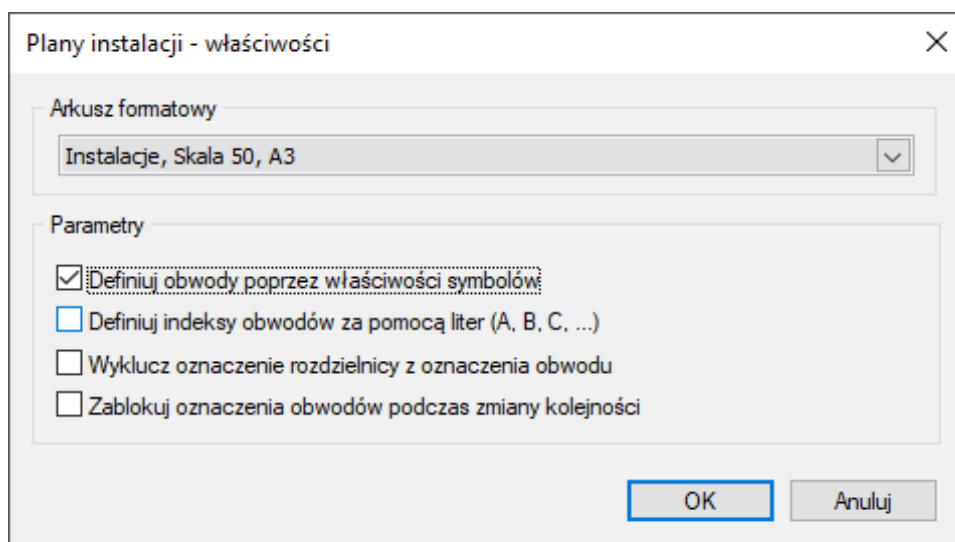 Plany instalacji - właściwości
Arkusz formatowy
Instalacje, Skala 50, A3
Parametry
Definiuj obwody poprzez właściwości symbolów
Definiuj indeksy obwodów za pomocą liter (A, B, C, ...)
Wyklucz oznaczenie rozdzielnicy z oznaczenia obwodu
Zablokuj oznaczenia obwodów podczas zmiany kolejności
OK Anuluj